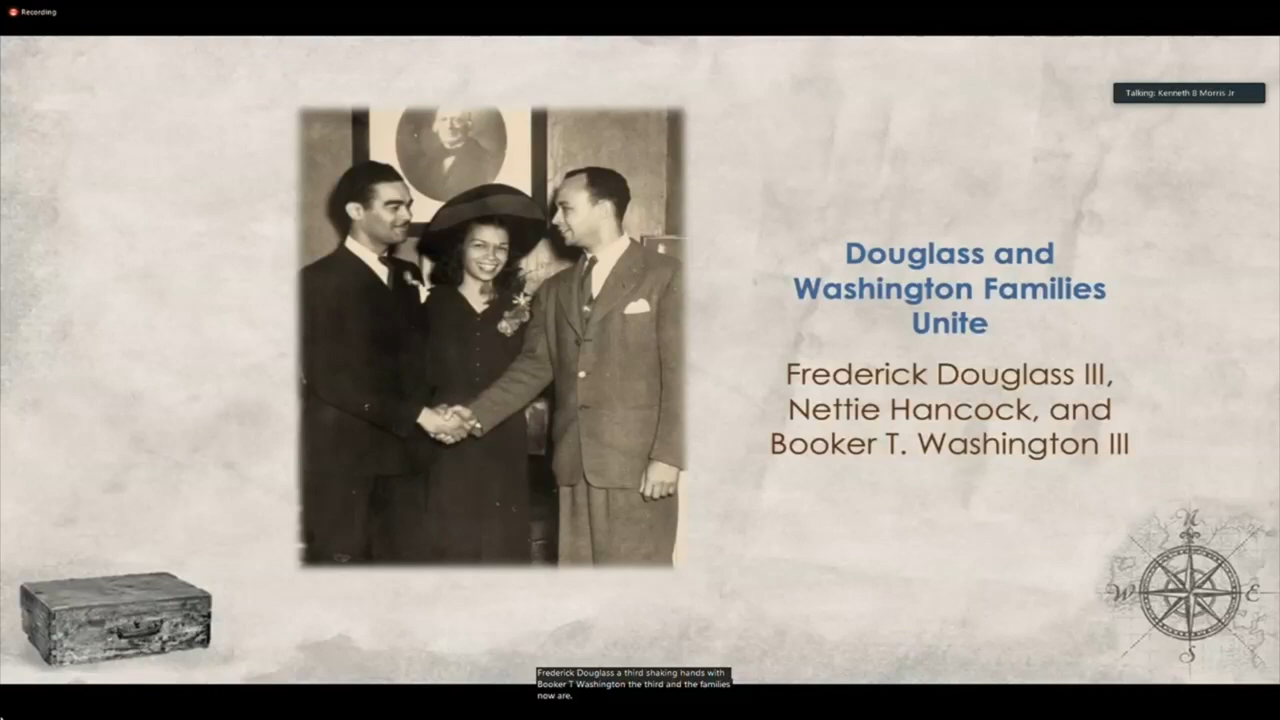 Recording
Talking: Kenneth B Morris Jr
Douglass and
Washington Families
Unite
Frederick Douglass III,
Nettie Hancock, and
Booker T. Washington III
N
W
E
S
Frederick Douglass a third shaking hands with
Booker T Washington the third and the families
now are.